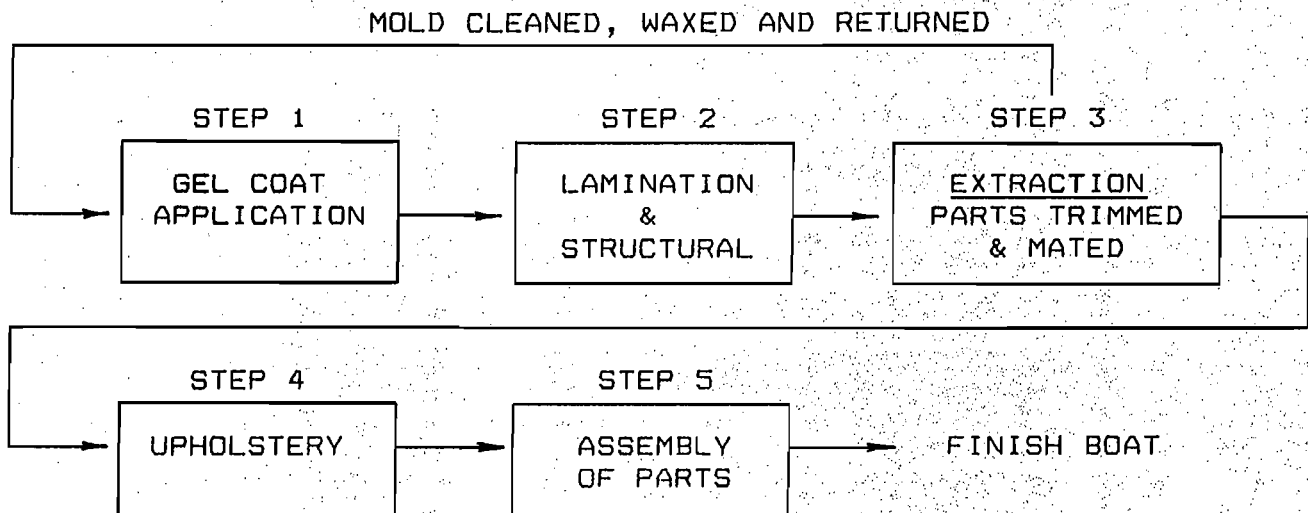 MOLD CLEANED, WAXED AND RETURNED
STEP 1
GEL COAT
APPLICATION
STEP 2
LAMINATION
&
STRUCTURAL
STEP 3
EXTRACTION
PARTS TRIMMED
& MATED
STEP 4
UPHOLSTERY
STEP 5
ASSEMBLY
OF PARTS
FINISH BOAT